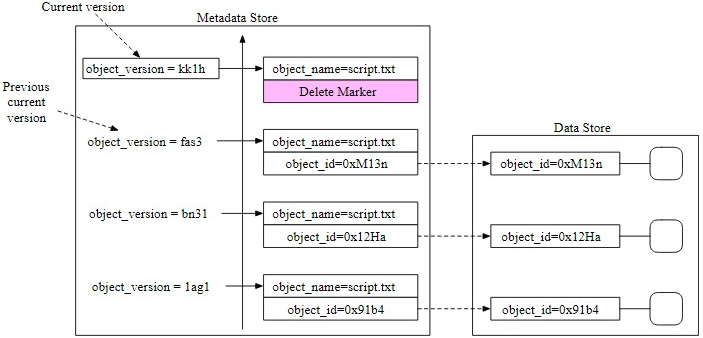 Current version
Metadata Store
object_version = kk1h
object_name=script.txt
Delete Marker
Previous
current
version
object_version = fas3
object_name=script.txt
object_id=0xM13n
Data Store
object_id=0xM13n
object_version = bn31
object_name=script.txt
object_id=0x12Ha
object_id=0x12Ha
object_version = 1ag1
object_name=script.txt
object_id=0x91b4
object_id=0x91b4